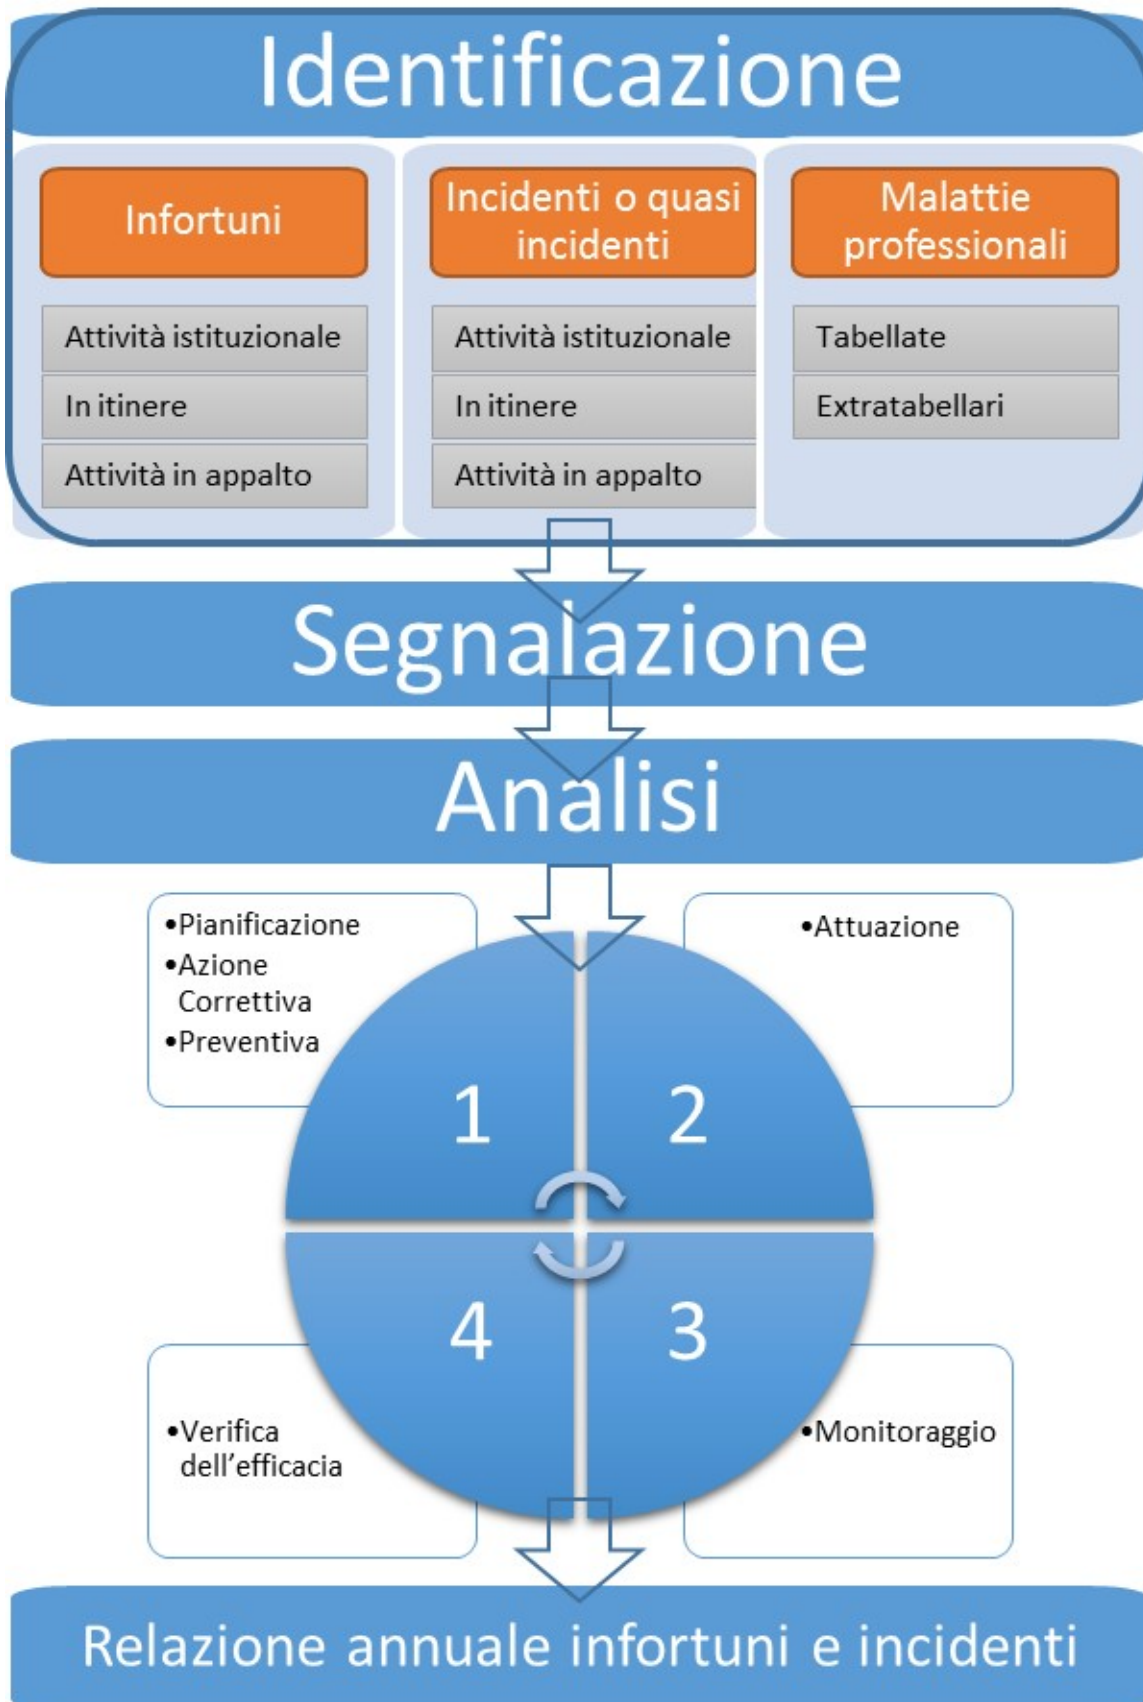 Identificazione
Infortuni
Attività istituzionale
In itinere
Attività in appalto
Incidenti o quasi
incidenti
Attività istituzionale
In itinere
Attività in appalto
Malattie
professionali
Tabellate
Extratabellari
Segnalazione
Analisi
•Pianificazione
•Azione
Correttiva
•Preventiva
1
•Attuazione
2
•Monitoraggio
3
•Verifica
dell'efficacia
4
Relazione annuale infortuni e incidenti